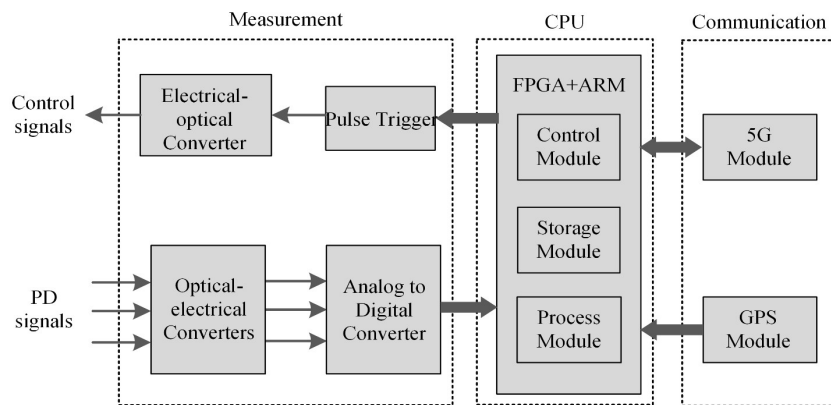 Measurement
CPU
Communication
Control
signals
Electrical-
optical
Converter
Pulse Trigger
FPGA+ARM
Control
Module
5G
Module
Storage
Module
PD
signals
Optical-
electrical
Converters
Analog to
Digital
Converter
Process
Module
GPS
Module